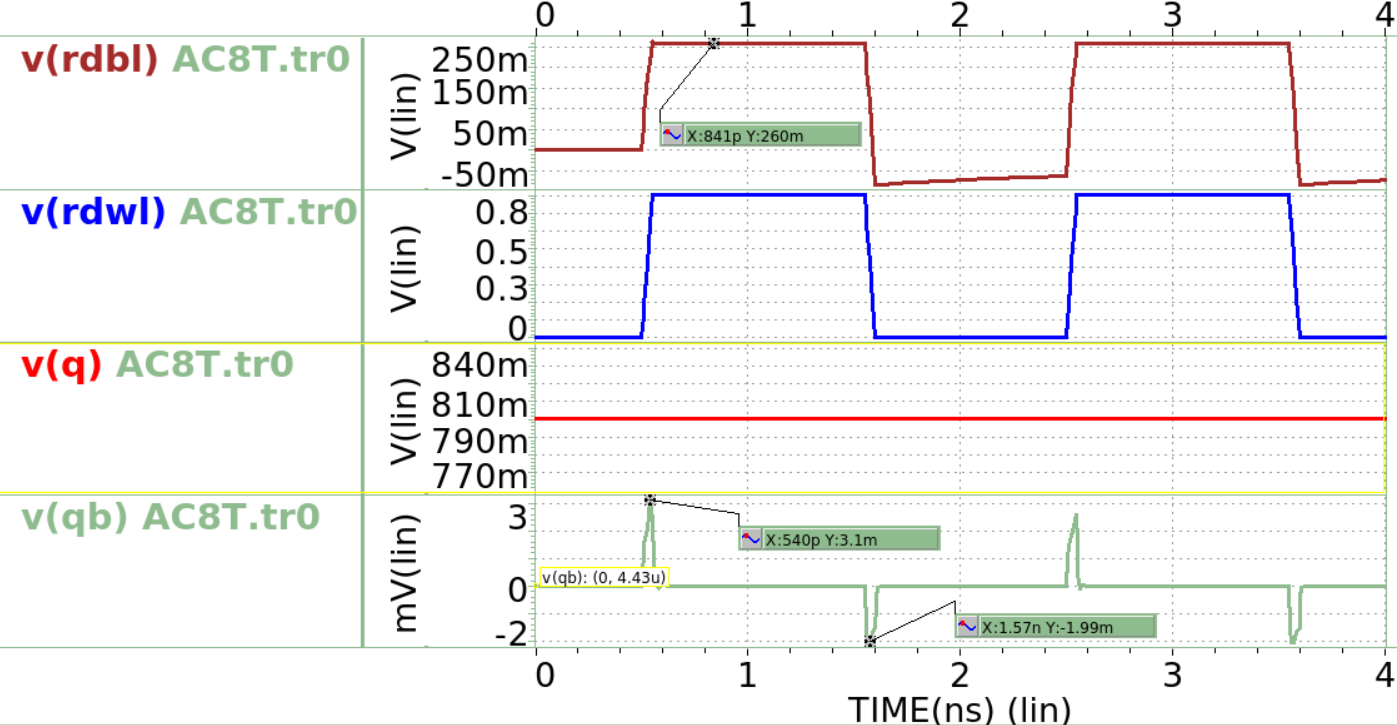 0 1 2 3 4
v(rdbl) AC8T.tr0
V(lin)
250m
150m
50m
-50m
X:841p Y:260m
v(rdwl) AC8T.tr0
V(lin)
0.8
0.5
0.3
0
v(q) AC8T.tr0
V(lin)
840m
810m
790m
770m
v(qb) AC8T.tr0
mV(lin)
3
0
-2
X:540p Y:3.1m
v(qb): (0, 4.43u)
X:1.57n Y:-1.99m
0 1 2 3 4
TIME(ns) (lin)